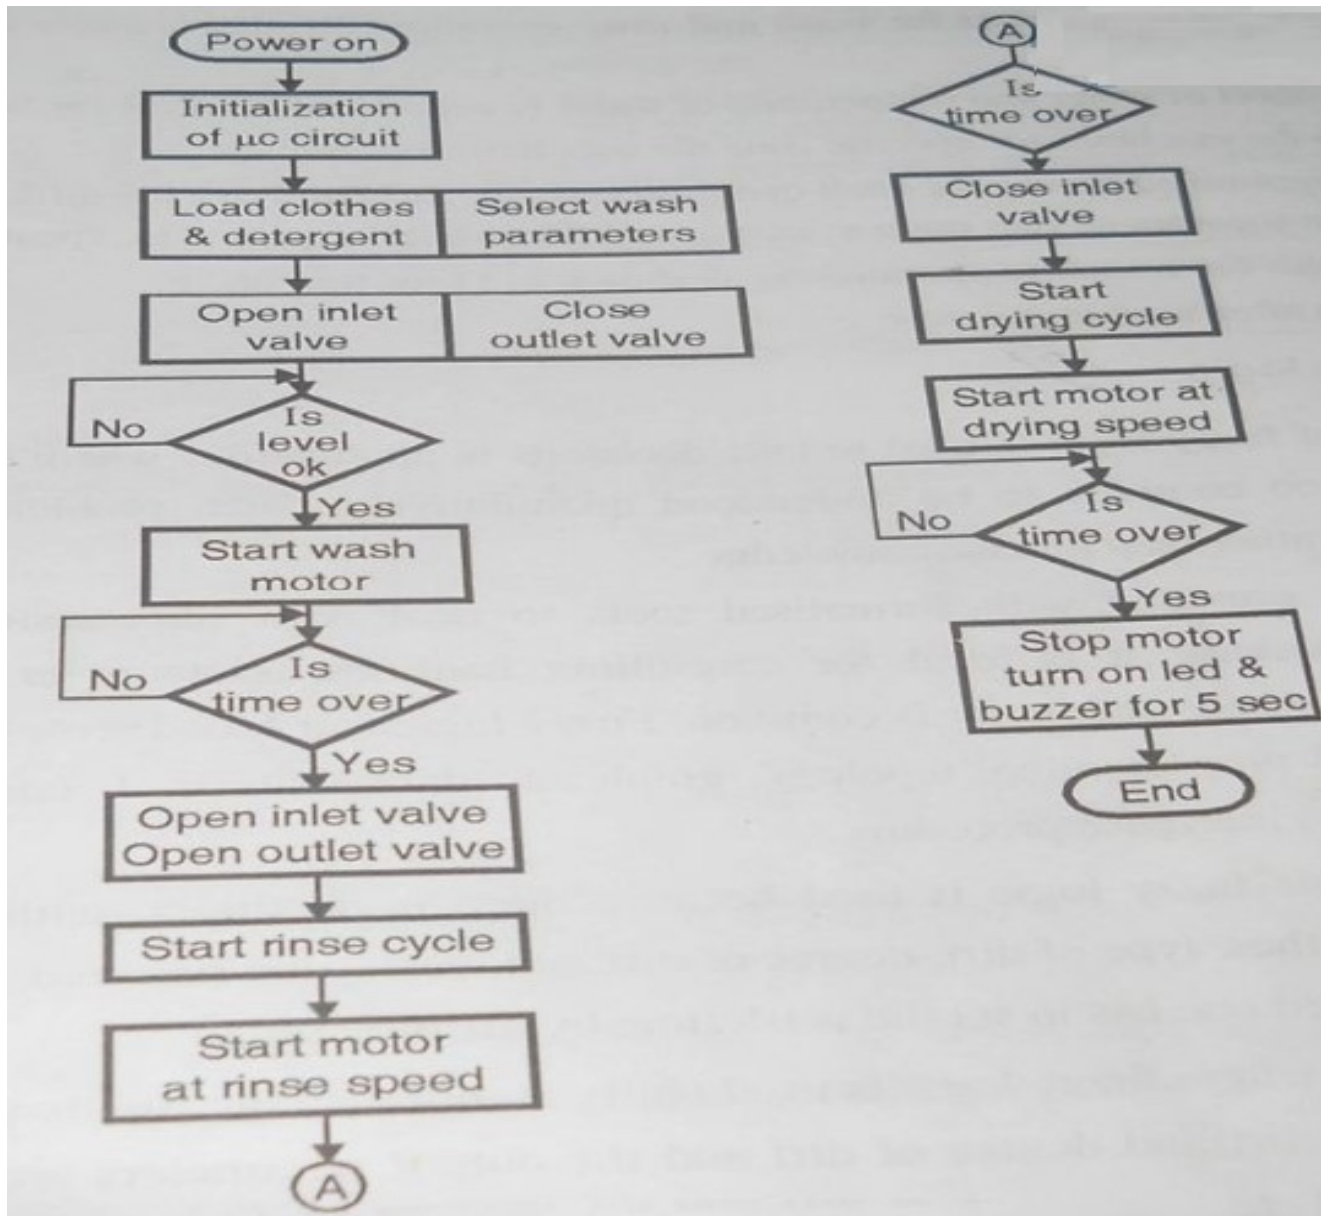 Power on
Initialization
of μc circuit
Load clothes
& detergent
Select wash
parameters
Open inlet
valve
Close
outlet valve
No
Is
level
ok
Yes
Start wash
motor
No
Is
time over
Yes
Open inlet valve
Open outlet valve
Start rinse cycle
Start motor
at rinse speed
A
A
Is
time over
Close inlet
valve
Start
drying cycle
Start motor at
drying speed
No
Is
time over
Yes
Stop motor
turn on led &
buzzer for 5 sec
End